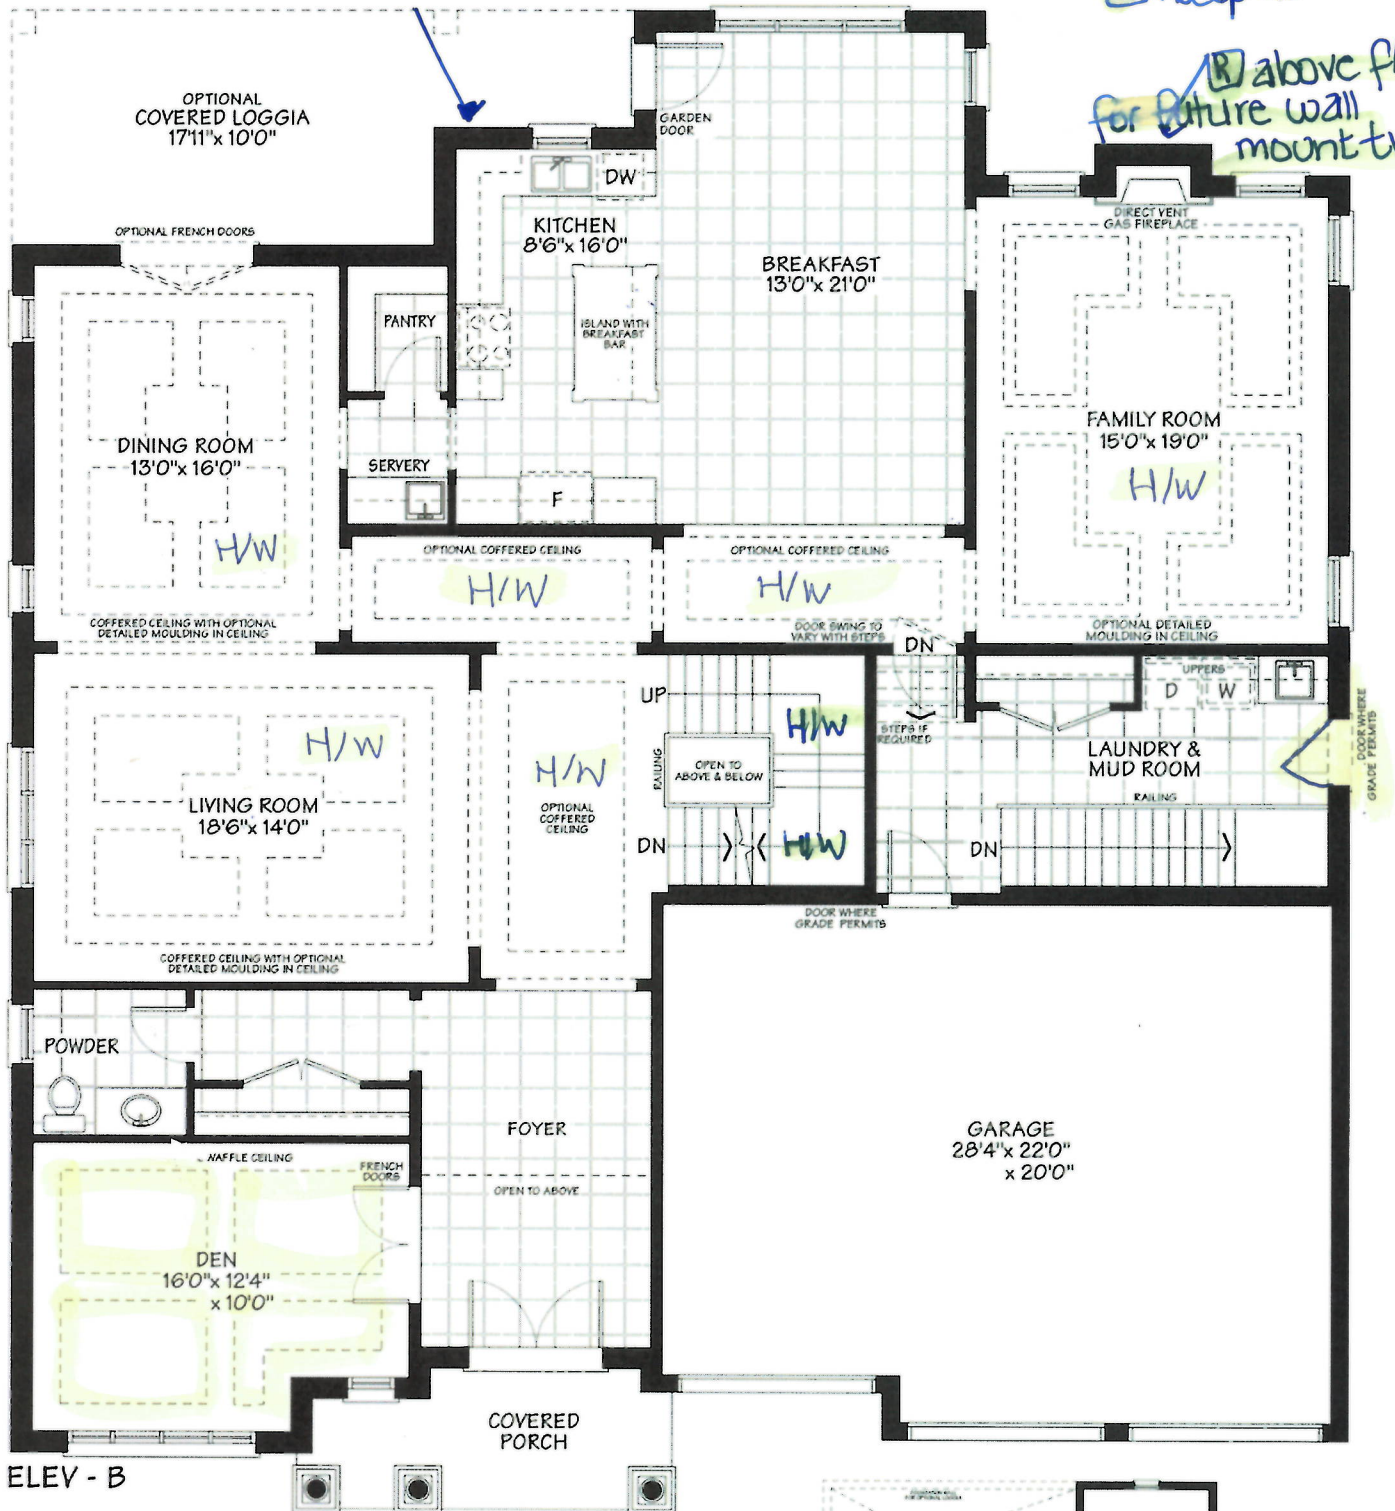 R above
for future wall
mount
OPTIONAL
COVERED LOGGIA
17'11" x 10'0"
GARDEN
DOOR
DW
KITCHEN
8'6" x 16'0"
OPTIONAL FRENCH DOORS
BREAKFAST
13'0" x 21'0"
DIRECT VENT
GAS FIREPLACE
PANTRY
ISLAND WITH
BREAKFAST
BAR
DINING ROOM
13'0" x 16'0"
H/W
SERVERY
F
FAMILY ROOM
15'0" x 19'0"
H/W
OPTIONAL COFFERED CEILING
H/W
OPTIONAL COFFERED CEILING
H/W
COFFERED CEILING WITH OPTIONAL
DETAILED MOULDING IN CEILING
DOOR SWING TO
VARY WITH STEPS
OPTIONAL DETAILED
MOULDING IN CEILING
DN
UPPERS
D
W
UP
H/W
STEPS IF
REQUIRED
DOOR WHERE
GRADE PERMITS
H/W
LIVING ROOM
18'6" x 14'0"
H/W
OPTIONAL
COFFERED
CEILING
RAILING
OPEN TO
ABOVE & BELOW
LAUNDRY &
MUD ROOM
RAILING
DN
H/W
DN
DOOR WHERE
GRADE PERMITS
COFFERED CEILING WITH OPTIONAL
DETAILED MOULDING IN CEILING
POWDER
FOYER
OPEN TO ABOVE
GARAGE
28'4" x 22'0"
x 20'0"
WAFFLE CEILING
FRENCH
DOORS
DEN
16'0" x 12'4"
x 10'0"
COVERED
PORCH
ELEV - B